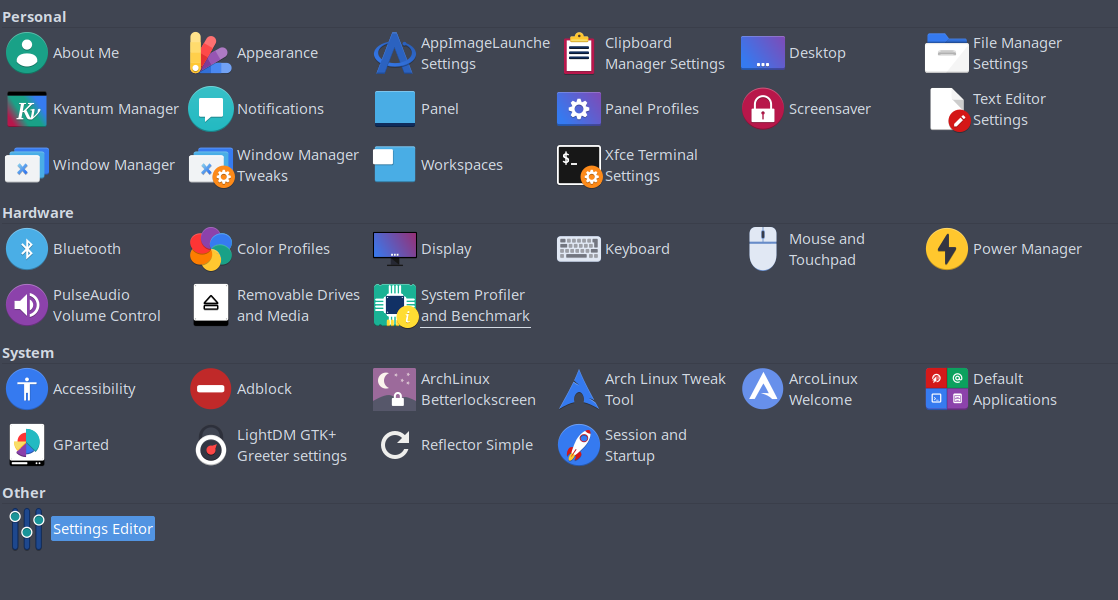 Personal
About Me
Appearance
AppImageLaunche
Settings
Clipboard
Manager Settings
Desktop
File Manager
Settings
Kvantum Manager
Notifications
Panel
Panel Profiles
Screensaver
Text Editor
Settings
Window Manager
Window Manager
Tweaks
Workspaces
$_
Xfce Terminal
Settings
Hardware
Bluetooth
Color Profiles
Display
Keyboard
Mouse and
Touchpad
Power Manager
PulseAudio
Volume Control
Removable Drives
and Media
System Profiler
and Benchmark
System
Accessibility
Adblock
ArchLinux
Betterlockscreen
Arch Linux Tweak
Tool
ArcoLinux
Welcome
Default
Applications
GParted
LightDM GTK+
Greeter settings
Reflector Simple
Session and
Startup
Other
Settings Editor